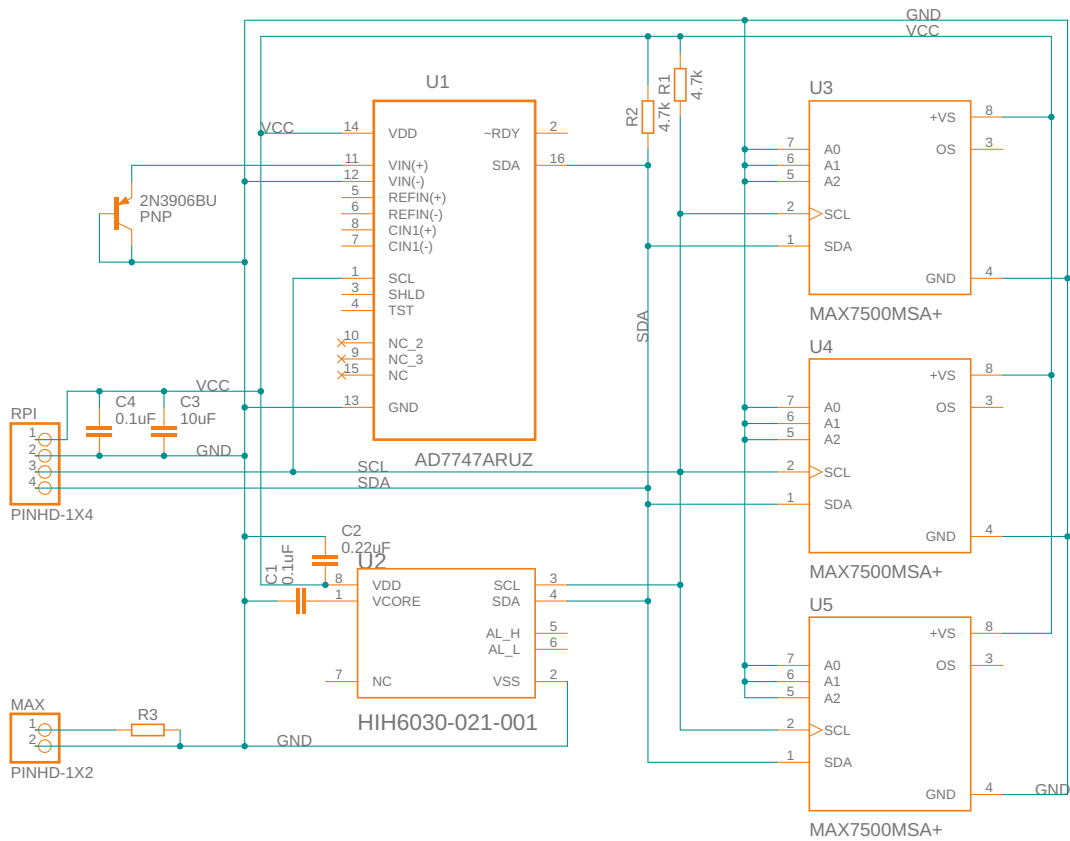 GND
VCC
U1
VCC
14 VDD
~RDY 2
11 VIN(+)
SDA 16
12 VIN(-)
5 REFIN(+)
6 REFIN(-)
8 CIN1(+)
7 CIN1(-)
1 SCL
3 SHLD
4 TST
10 NC_2
9 NC_3
15 NC
13 GND
AD7747ARUZ
2N3906BU
PNP
R2
4.7k
R1
4.7k
SDA
U3
+VS 8
7 A0
OS 3
6 A1
5 A2
2 SCL
1 SDA
GND 4
MAX7500MSA+
U4
+VS 8
7 A0
OS 3
6 A1
5 A2
2 SCL
1 SDA
GND 4
MAX7500MSA+
U5
+VS 8
7 A0
OS 3
6 A1
5 A2
2 SCL
1 SDA
GND 4
GND
MAX7500MSA+
VCC
C4
0.1uF
C3
10uF
RPI
1
2
3
4
GND
SCL
SDA
PINHD-1X4
C2
0.22uF
C1
0.1uF
U2
8 VDD
SCL 3
1 VCORE
SDA 4
AL_H 5
AL_L 6
7 NC
VSS 2
HIH6030-021-001
MAX
1
2
R3
GND
PINHD-1X2